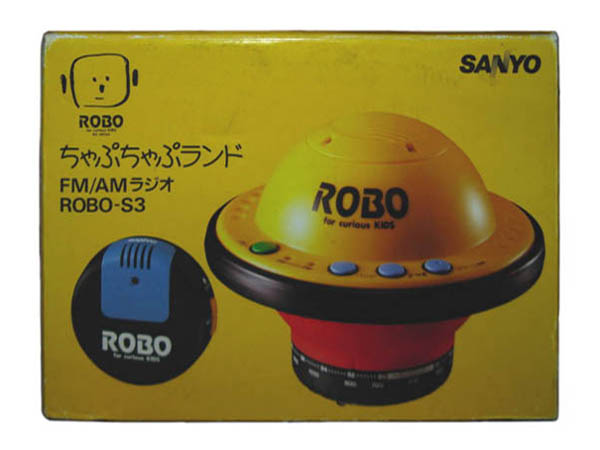 SANYO
ROBO
for curious KIDS
ちゃぷちゃぷランド
FM/AMラジオ
ROBO-S3
ROBO
for curious KIDS
SANYO
ROBO
for curious KIDS